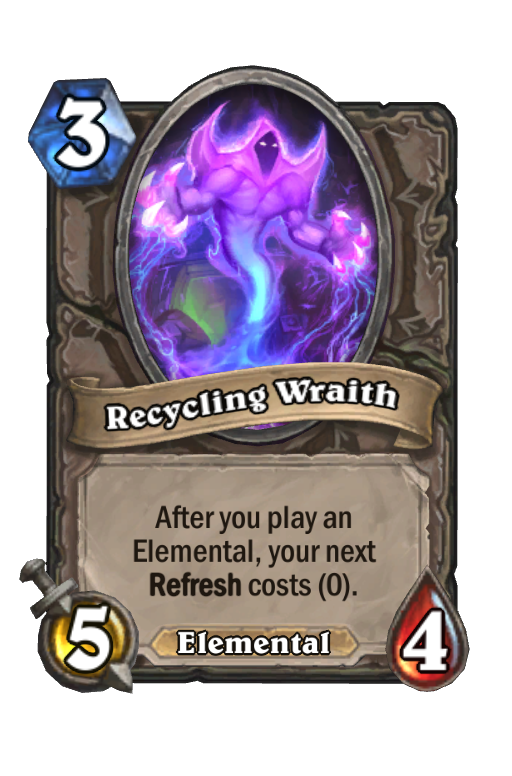 3
Recycling Wraith
After you play an
Elemental, your next
Refresh costs (0).
5
Elemental
4